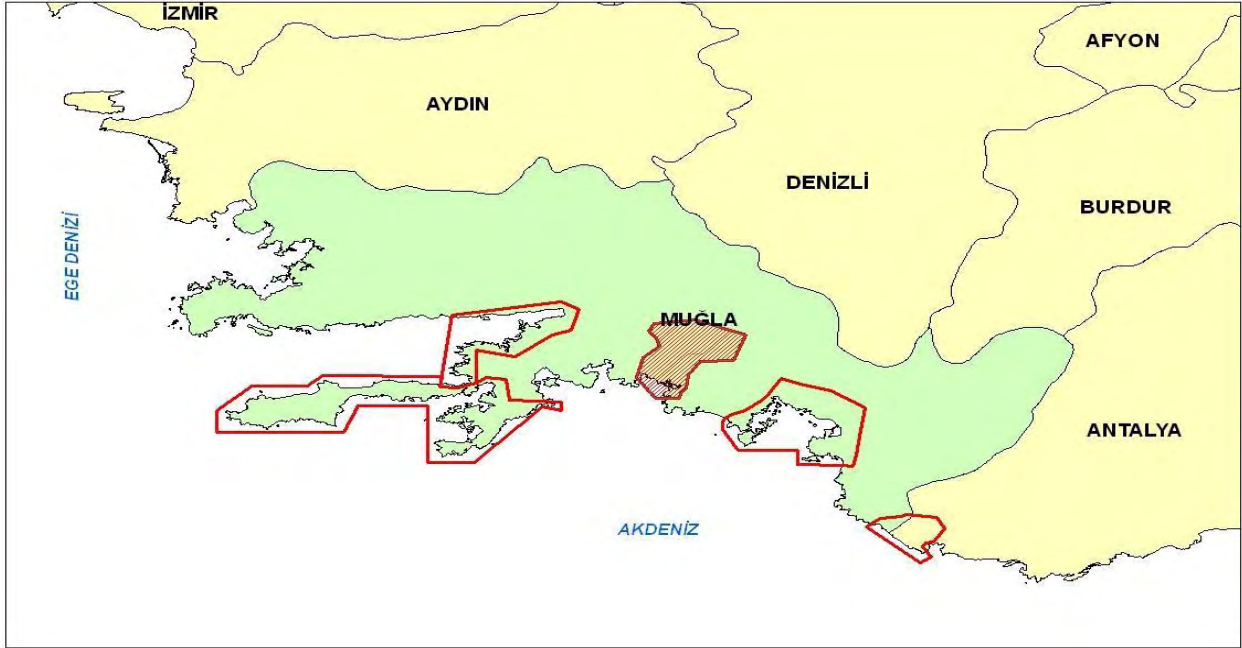 İZMİR
AFYON
AYDIN
DENİZLİ
BURDUR
EGE DENİZİ
MUĞLA
ANTALYA
AKDENİZ